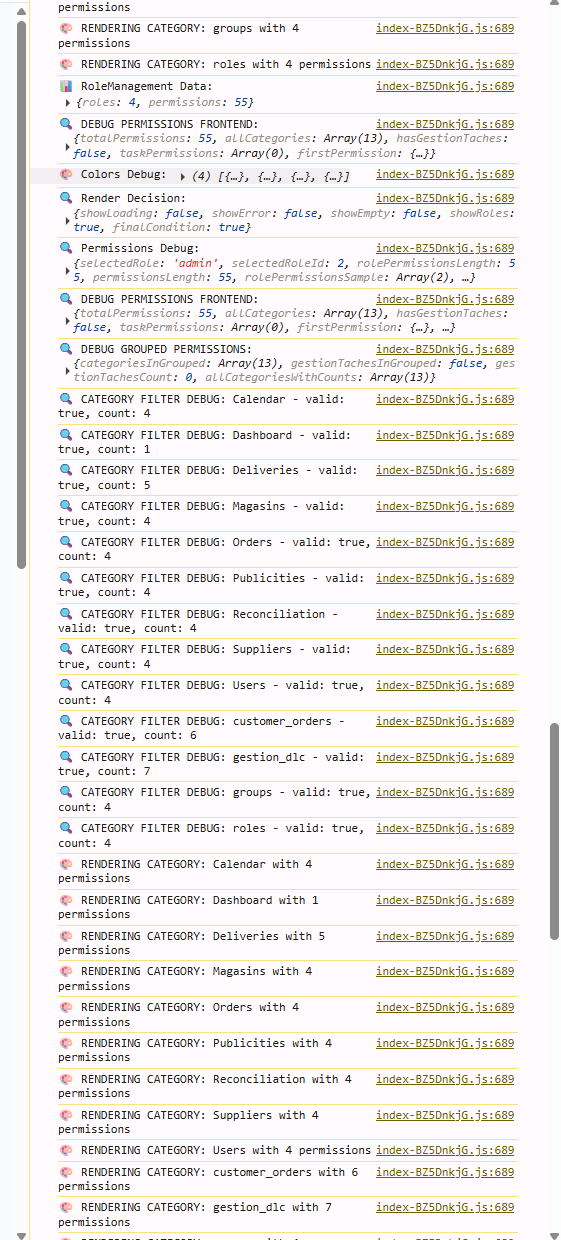 permissions
RENDERING CATEGORY: groups with 4 index-BZ5DnkjG.js:689
permissions
RENDERING CATEGORY: roles with 4 permissions index-BZ5DnkjG.js:689
RoleManagement Data: index-BZ5DnkjG.js:689
{roles: 4, permissions: 55}
DEBUG PERMISSIONS FRONTEND: index-BZ5DnkjG.js:689
{totalPermissions: 55, allCategories: Array(13), hasGestionTaches:
false, taskPermissions: Array(0), firstPermission: {…}}
Colors Debug: (4) [{…}, {…}, {…}, {…}] index-BZ5DnkjG.js:689
Render Decision: index-BZ5DnkjG.js:689
{showLoading: false, showError: false, showEmpty: false, showRoles:
true, finalCondition: true}
Permissions Debug: index-BZ5DnkjG.js:689
{selectedRole: 'admin', selectedRoleId: 2, rolePermissionsLength: 5
5, permissionsLength: 55, rolePermissionsSample: Array(2), …}
DEBUG PERMISSIONS FRONTEND: index-BZ5DnkjG.js:689
{totalPermissions: 55, allCategories: Array(13), hasGestionTaches:
false, taskPermissions: Array(0), firstPermission: {…}, …}
DEBUG GROUPED PERMISSIONS: index-BZ5DnkjG.js:689
{categoriesInGrouped: Array(13), gestionTachesInGrouped: false, ges
tionTachesCount: 0, allCategoriesWithCounts: Array(13)}
CATEGORY FILTER DEBUG: Calendar - valid: index-BZ5DnkjG.js:689
true, count: 4
CATEGORY FILTER DEBUG: Dashboard - valid: index-BZ5DnkjG.js:689
true, count: 1
CATEGORY FILTER DEBUG: Deliveries - valid: index-BZ5DnkjG.js:689
true, count: 5
CATEGORY FILTER DEBUG: Magasins - valid: index-BZ5DnkjG.js:689
true, count: 4
CATEGORY FILTER DEBUG: Orders - valid: true, index-BZ5DnkjG.js:689
count: 4
CATEGORY FILTER DEBUG: Publicities - valid: index-BZ5DnkjG.js:689
true, count: 4
CATEGORY FILTER DEBUG: Reconciliation - index-BZ5DnkjG.js:689
valid: true, count: 4
CATEGORY FILTER DEBUG: Suppliers - valid: index-BZ5DnkjG.js:689
true, count: 4
CATEGORY FILTER DEBUG: Users - valid: true, index-BZ5DnkjG.js:689
count: 4
CATEGORY FILTER DEBUG: customer_orders - index-BZ5DnkjG.js:689
valid: true, count: 6
CATEGORY FILTER DEBUG: gestion_dlc - valid: index-BZ5DnkjG.js:689
true, count: 7
CATEGORY FILTER DEBUG: groups - valid: true, index-BZ5DnkjG.js:689
count: 4
CATEGORY FILTER DEBUG: roles - valid: true, index-BZ5DnkjG.js:689
count: 4
RENDERING CATEGORY: Calendar with 4 index-BZ5DnkjG.js:689
permissions
RENDERING CATEGORY: Dashboard with 1 index-BZ5DnkjG.js:689
permissions
RENDERING CATEGORY: Deliveries with 5 index-BZ5DnkjG.js:689
permissions
RENDERING CATEGORY: Magasins with 4 index-BZ5DnkjG.js:689
permissions
RENDERING CATEGORY: Orders with 4 index-BZ5DnkjG.js:689
permissions
RENDERING CATEGORY: Publicities with 4 index-BZ5DnkjG.js:689
permissions
RENDERING CATEGORY: Reconciliation with 4 index-BZ5DnkjG.js:689
permissions
RENDERING CATEGORY: Suppliers with 4 index-BZ5DnkjG.js:689
permissions
RENDERING CATEGORY: Users with 4 permissions index-BZ5DnkjG.js:689
RENDERING CATEGORY: customer_orders with 6 index-BZ5DnkjG.js:689
permissions
RENDERING CATEGORY: gestion_dlc with 7 index-BZ5DnkjG.js:689
permissions